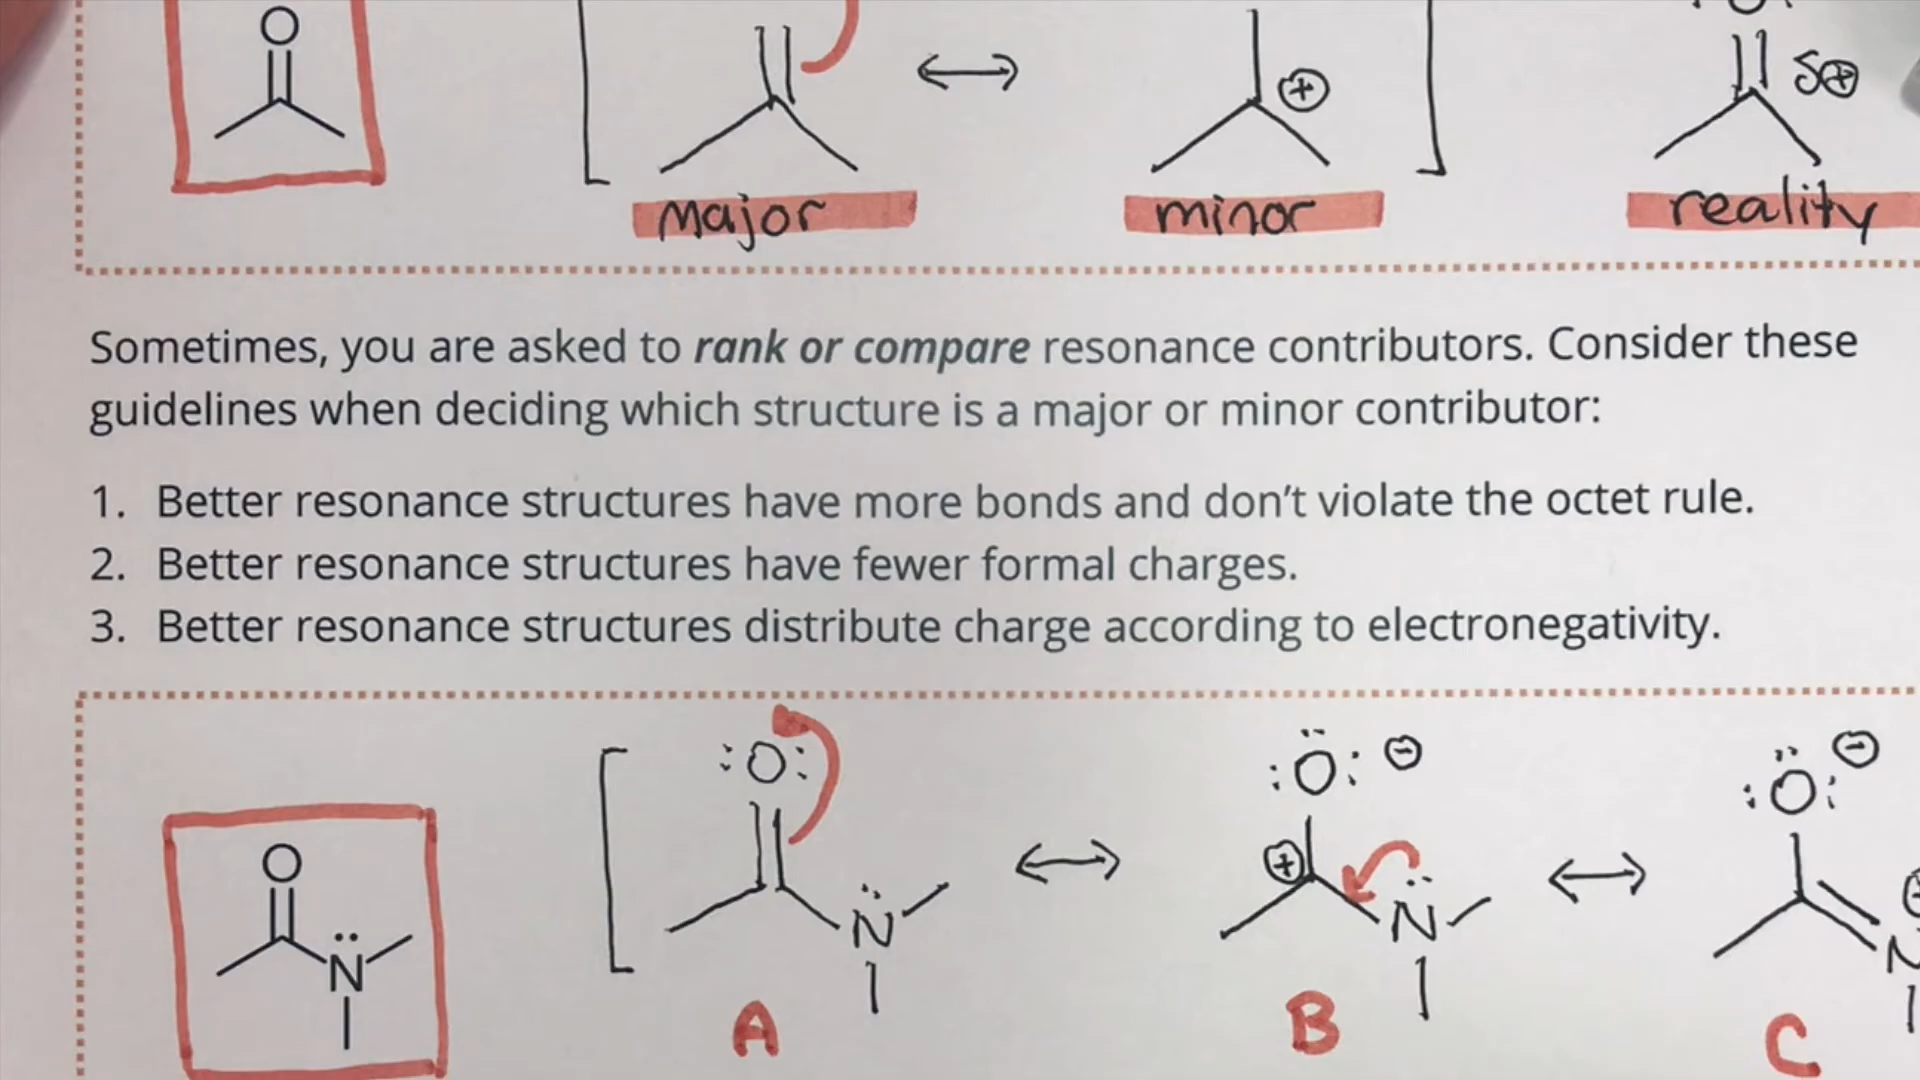 O
⊕
δ⊕
major
minor
reality
Sometimes, you are asked to rank or compare resonance contributors. Consider these
guidelines when deciding which structure is a major or minor contributor:
1. Better resonance structures have more bonds and don’t violate the octet rule.
2. Better resonance structures have fewer formal charges.
3. Better resonance structures distribute charge according to electronegativity.
O
N
O
N
A
O ⊖
⊕
N
B
O ⊖
N
C